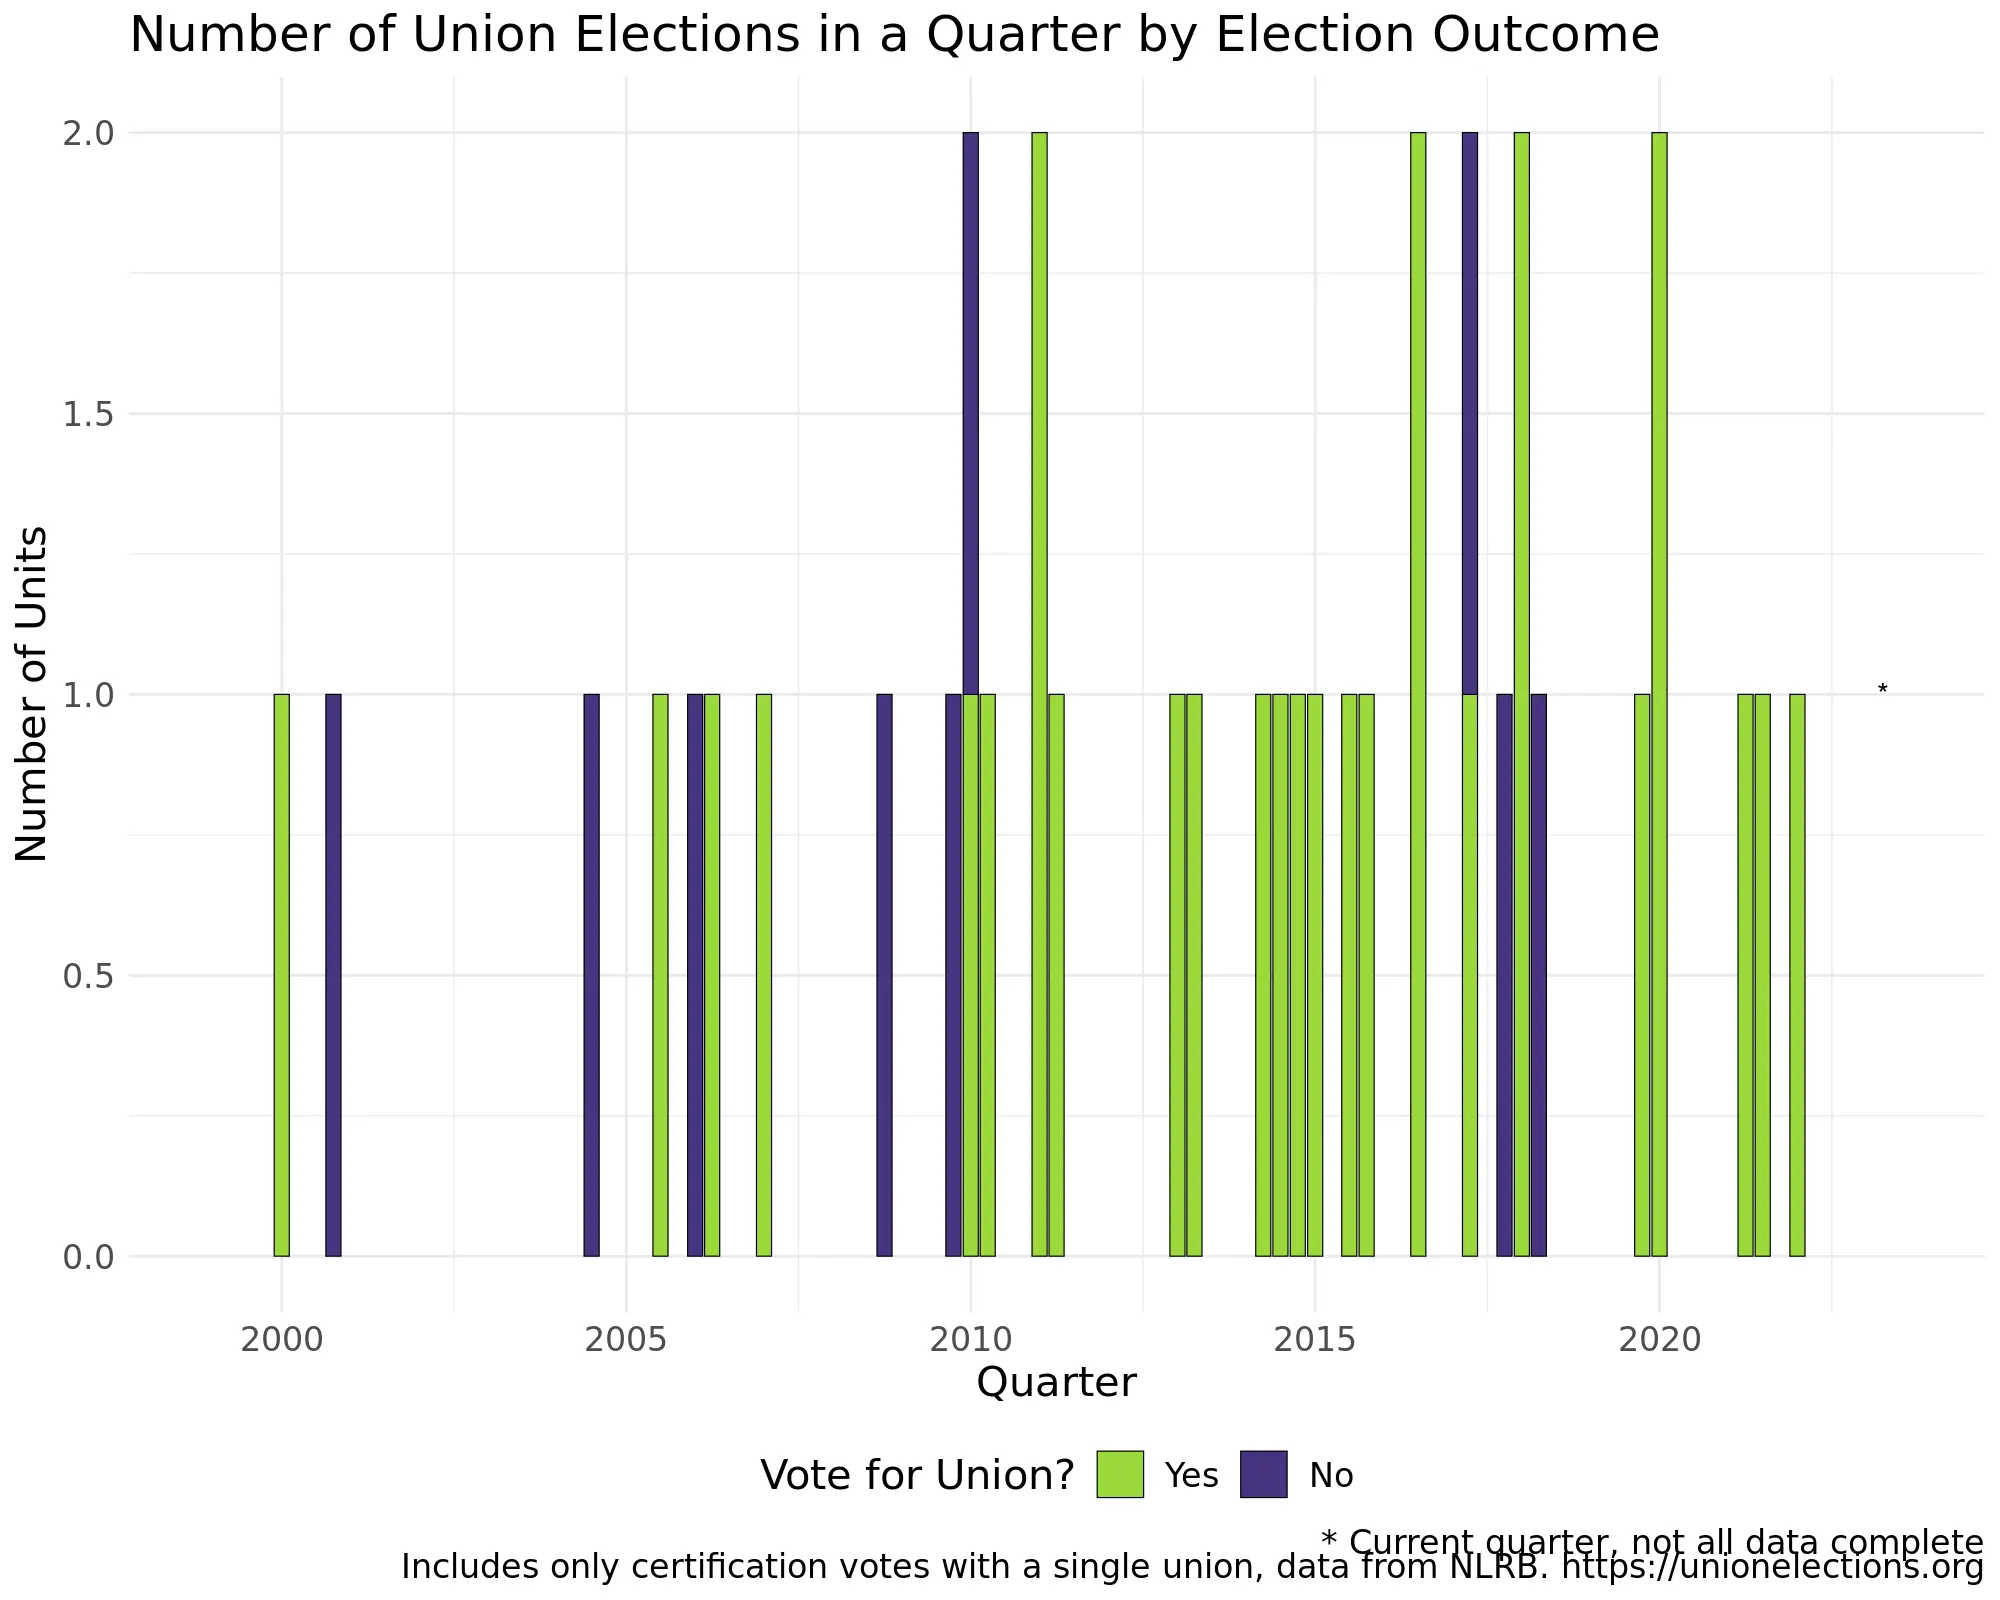 Number of Union Elections in a Quarter by Election Outcome
Number of Units
2.0
1.5
1.0
0.5
0.0
*
2000 2005 2010 2015 2020
Quarter
Vote for Union? Yes No
* Current quarter, not all data complete
Includes only certification votes with a single union, data from NLRB. https://unionelections.org